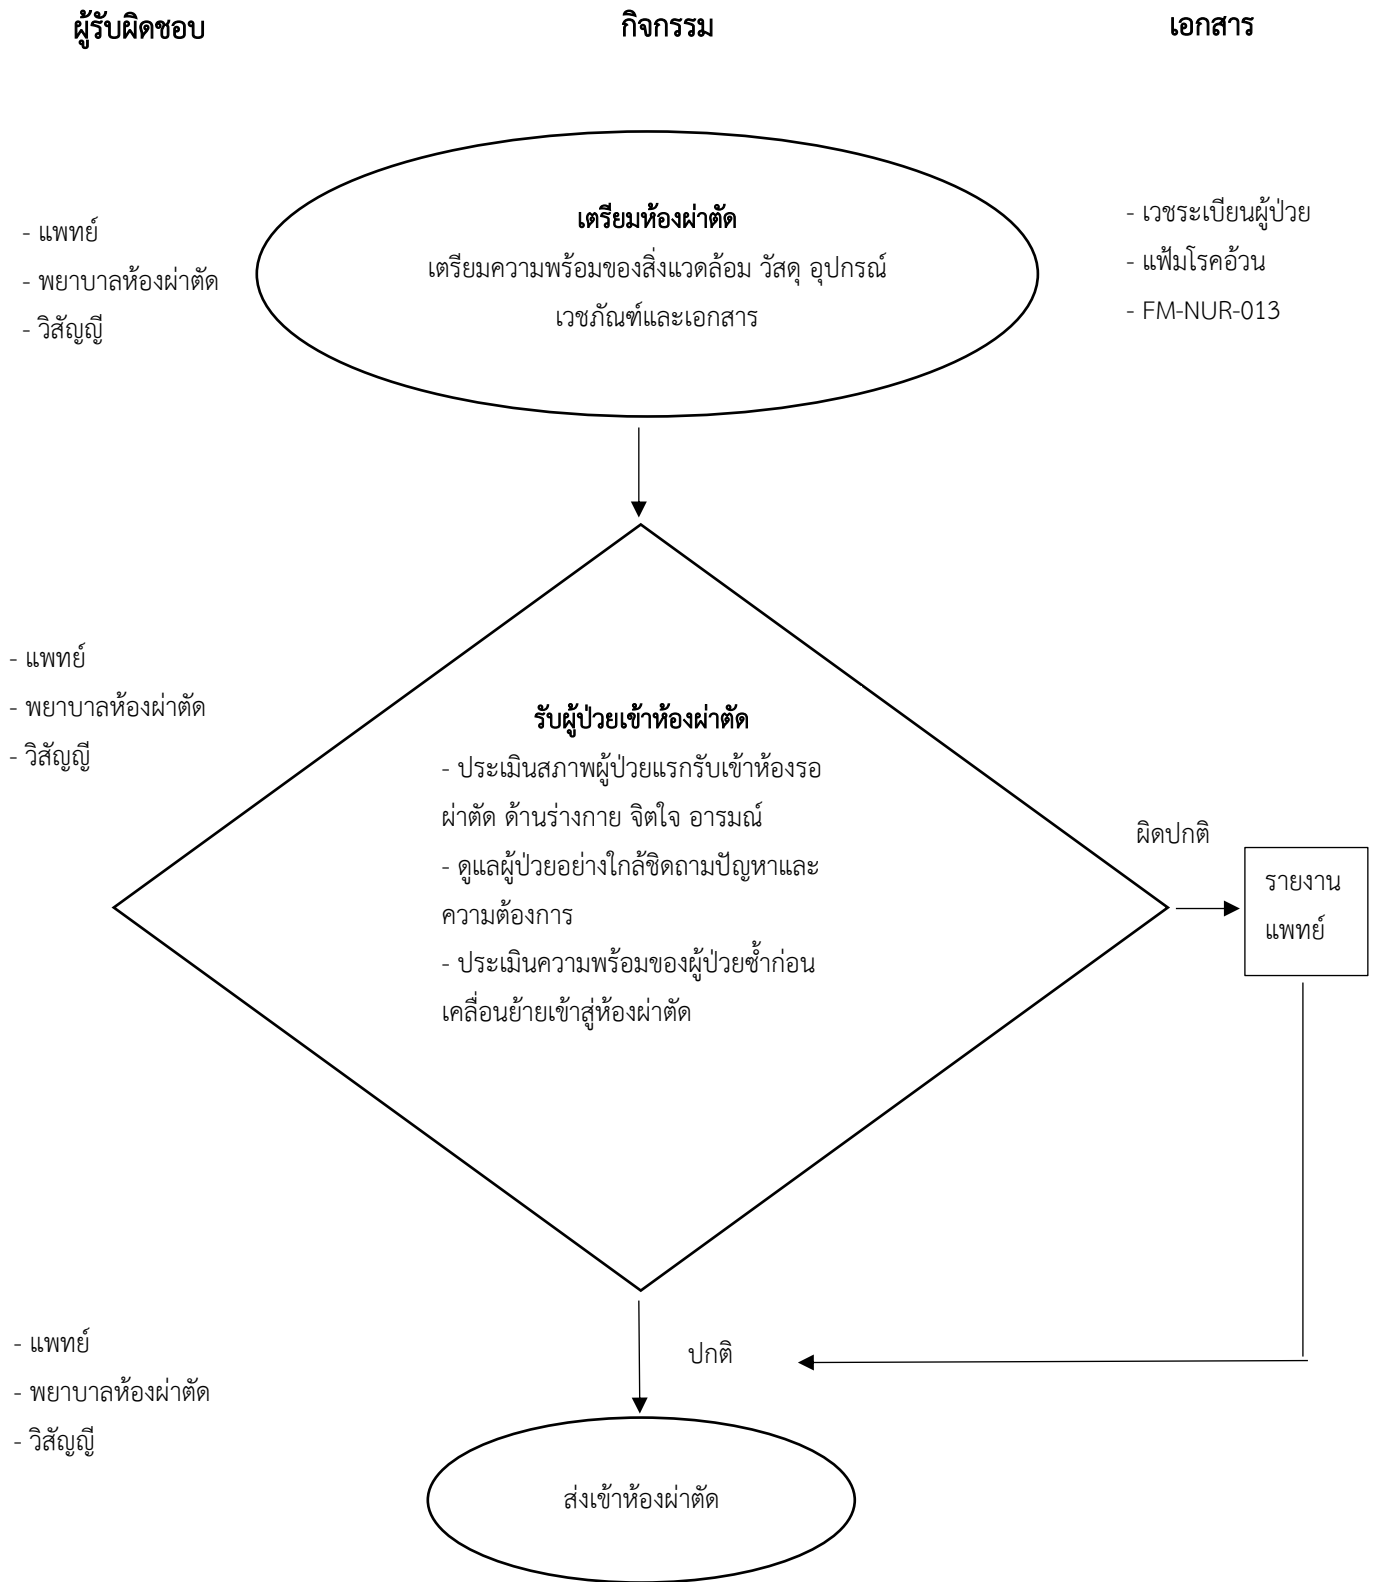 ผู้รับผิดชอบ
กิจกรรม
เอกสาร
- แพทย์
- พยาบาลห้องผ่าตัด
- วิสัญญี
เตรียมห้องผ่าตัด
เตรียมความพร้อมของสิ่งแวดล้อม วัสดุ อุปกรณ์
เวชภัณฑ์และเอกสาร
- เวชระเบียนผู้ป่วย
- แฟ้มโรคอ้วน
- FM-NUR-013
- แพทย์
- พยาบาลห้องผ่าตัด
- วิสัญญี
รับผู้ป่วยเข้าห้องผ่าตัด
- ประเมินสภาพผู้ป่วยแรกรับเข้าห้องรอ
ผ่าตัด ด้านร่างกาย จิตใจ อารมณ์
- ดูแลผู้ป่วยอย่างใกล้ชิดถามปัญหาและ
ความต้องการ
- ประเมินความพร้อมของผู้ป่วยซ้ำก่อน
เคลื่อนย้ายเข้าสู่ห้องผ่าตัด
ผิดปกติ
รายงาน
แพทย์
- แพทย์
- พยาบาลห้องผ่าตัด
- วิสัญญี
ปกติ
ส่งเข้าห้องผ่าตัด